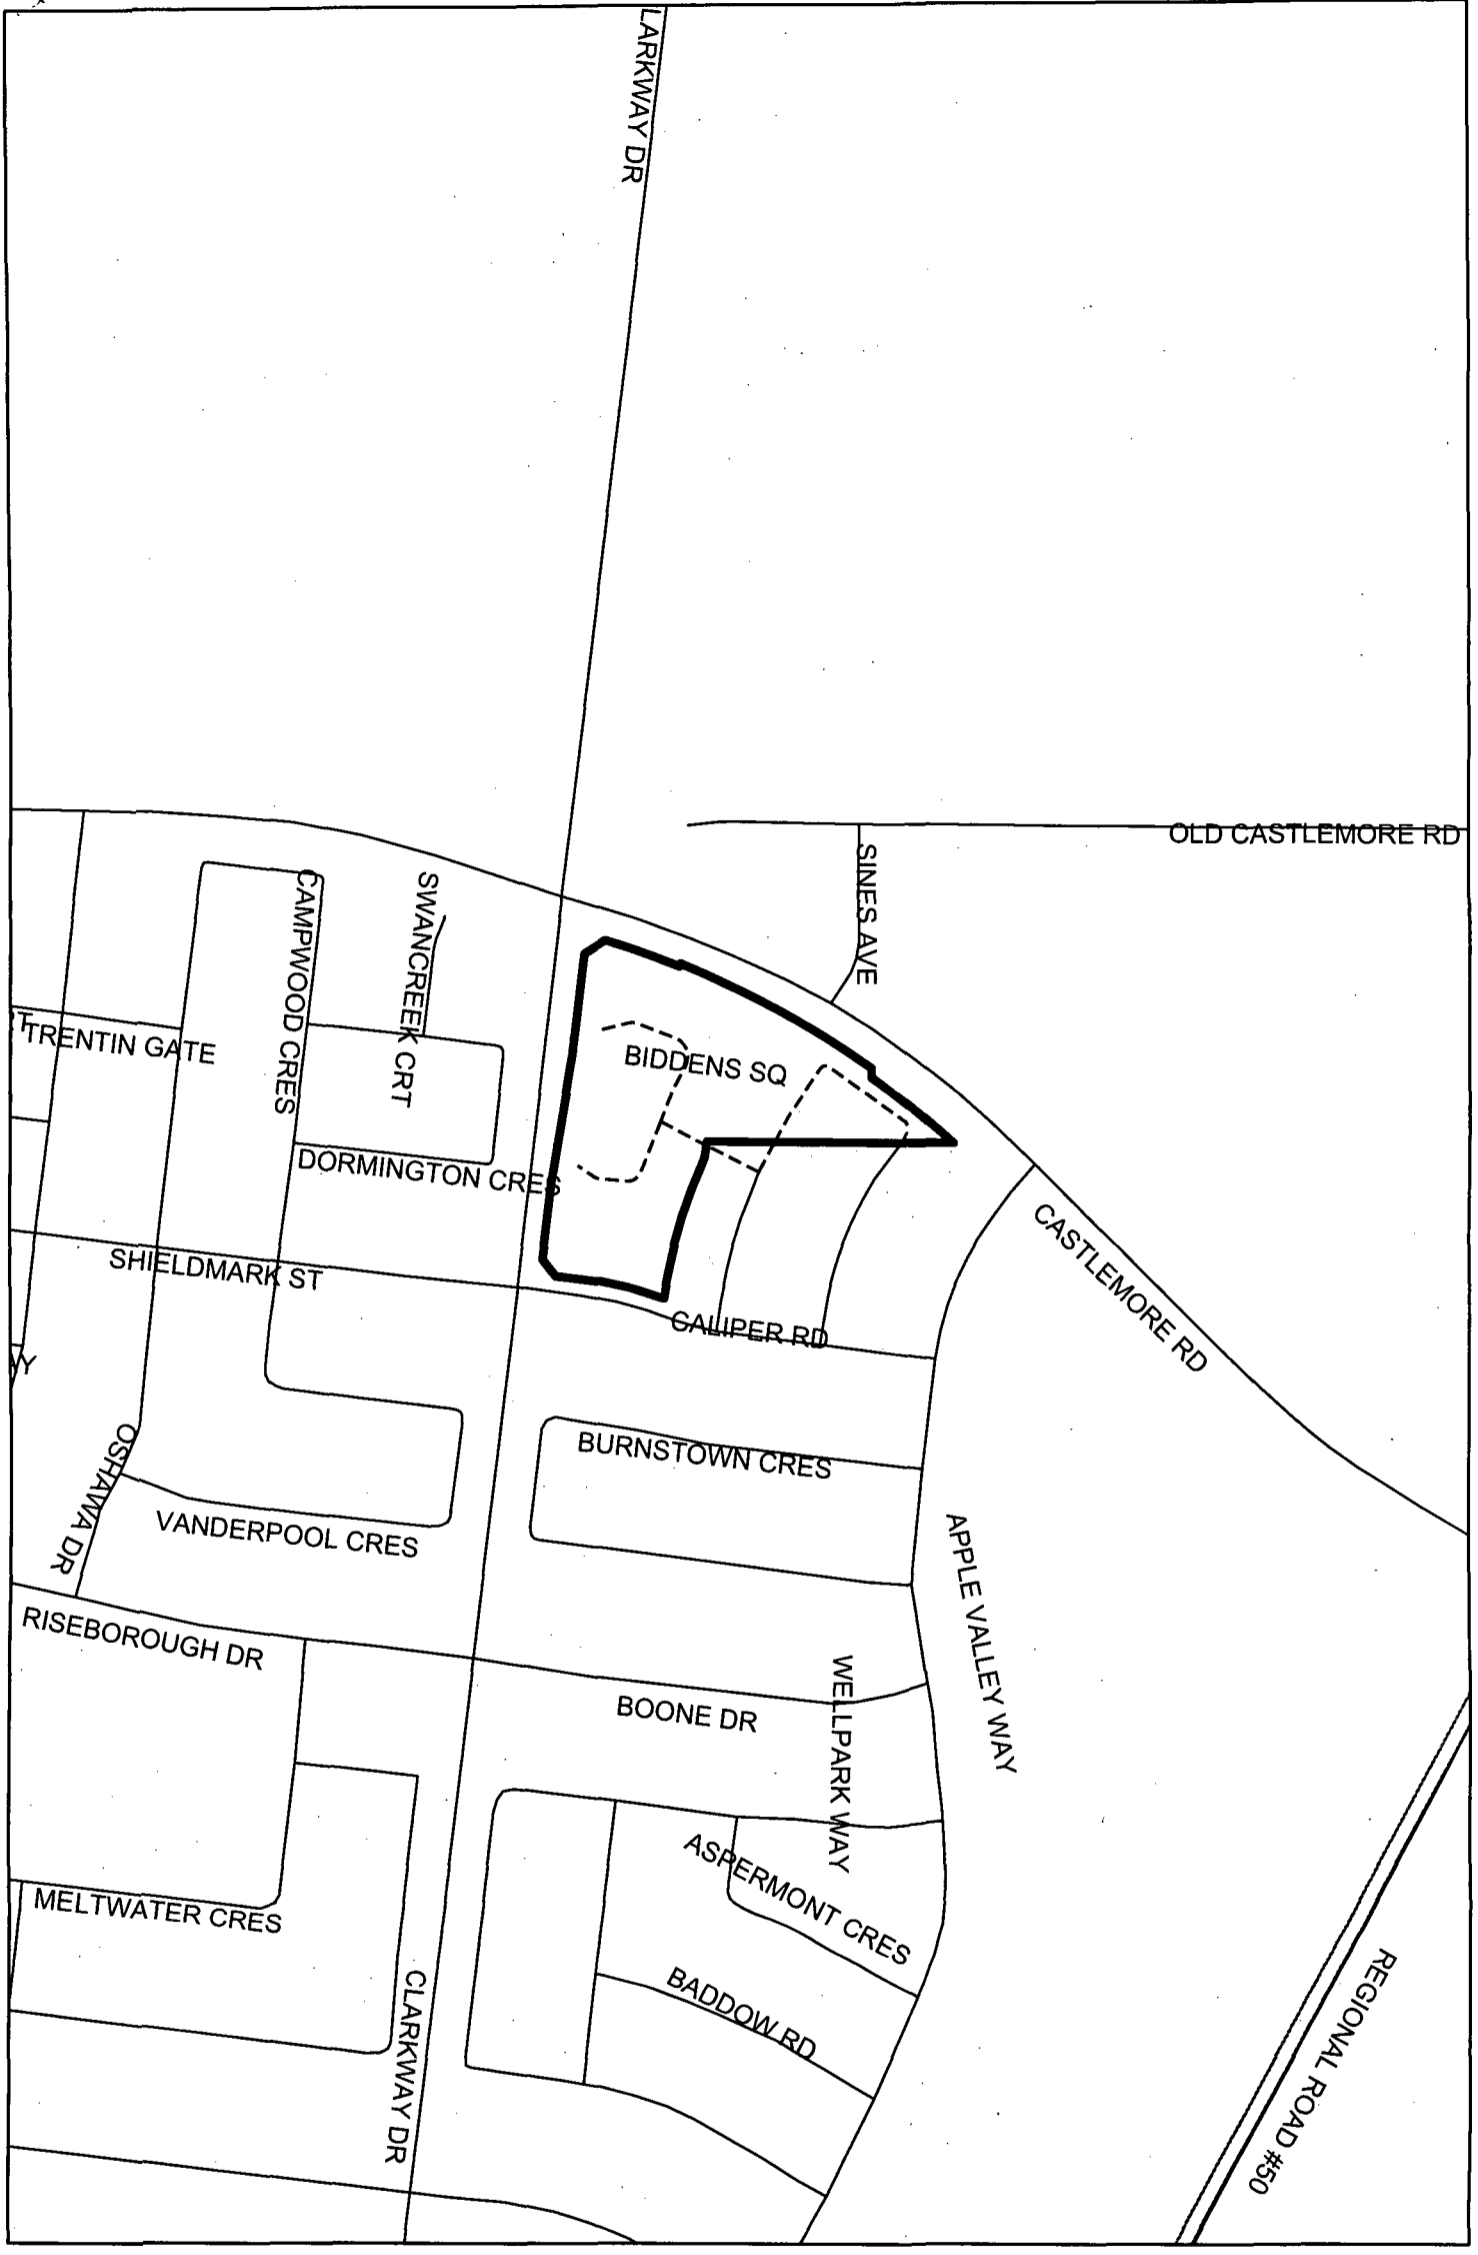 LARKWAY DR
OLD CASTLEMORE RD
SINES AVE
CAMPWOOD CRES
SWANCREEK CRT
TRENTIN GATE
BIDDENS SQ
DORMINGTON CRES
CASTLEMORE RD
SHIELDMARK ST
CALIPER RD
OSHAWA DR
BURNSTOWN CRES
VANDERPOOL CRES
APPLE VALLEY WAY
RISEBOROUGH DR
WELLPARK WAY
BOONE DR
ASPERMONT CRES
MELTWATER CRES
BADDOW RD
CLARKWAY DR
REGIONAL ROAD #50